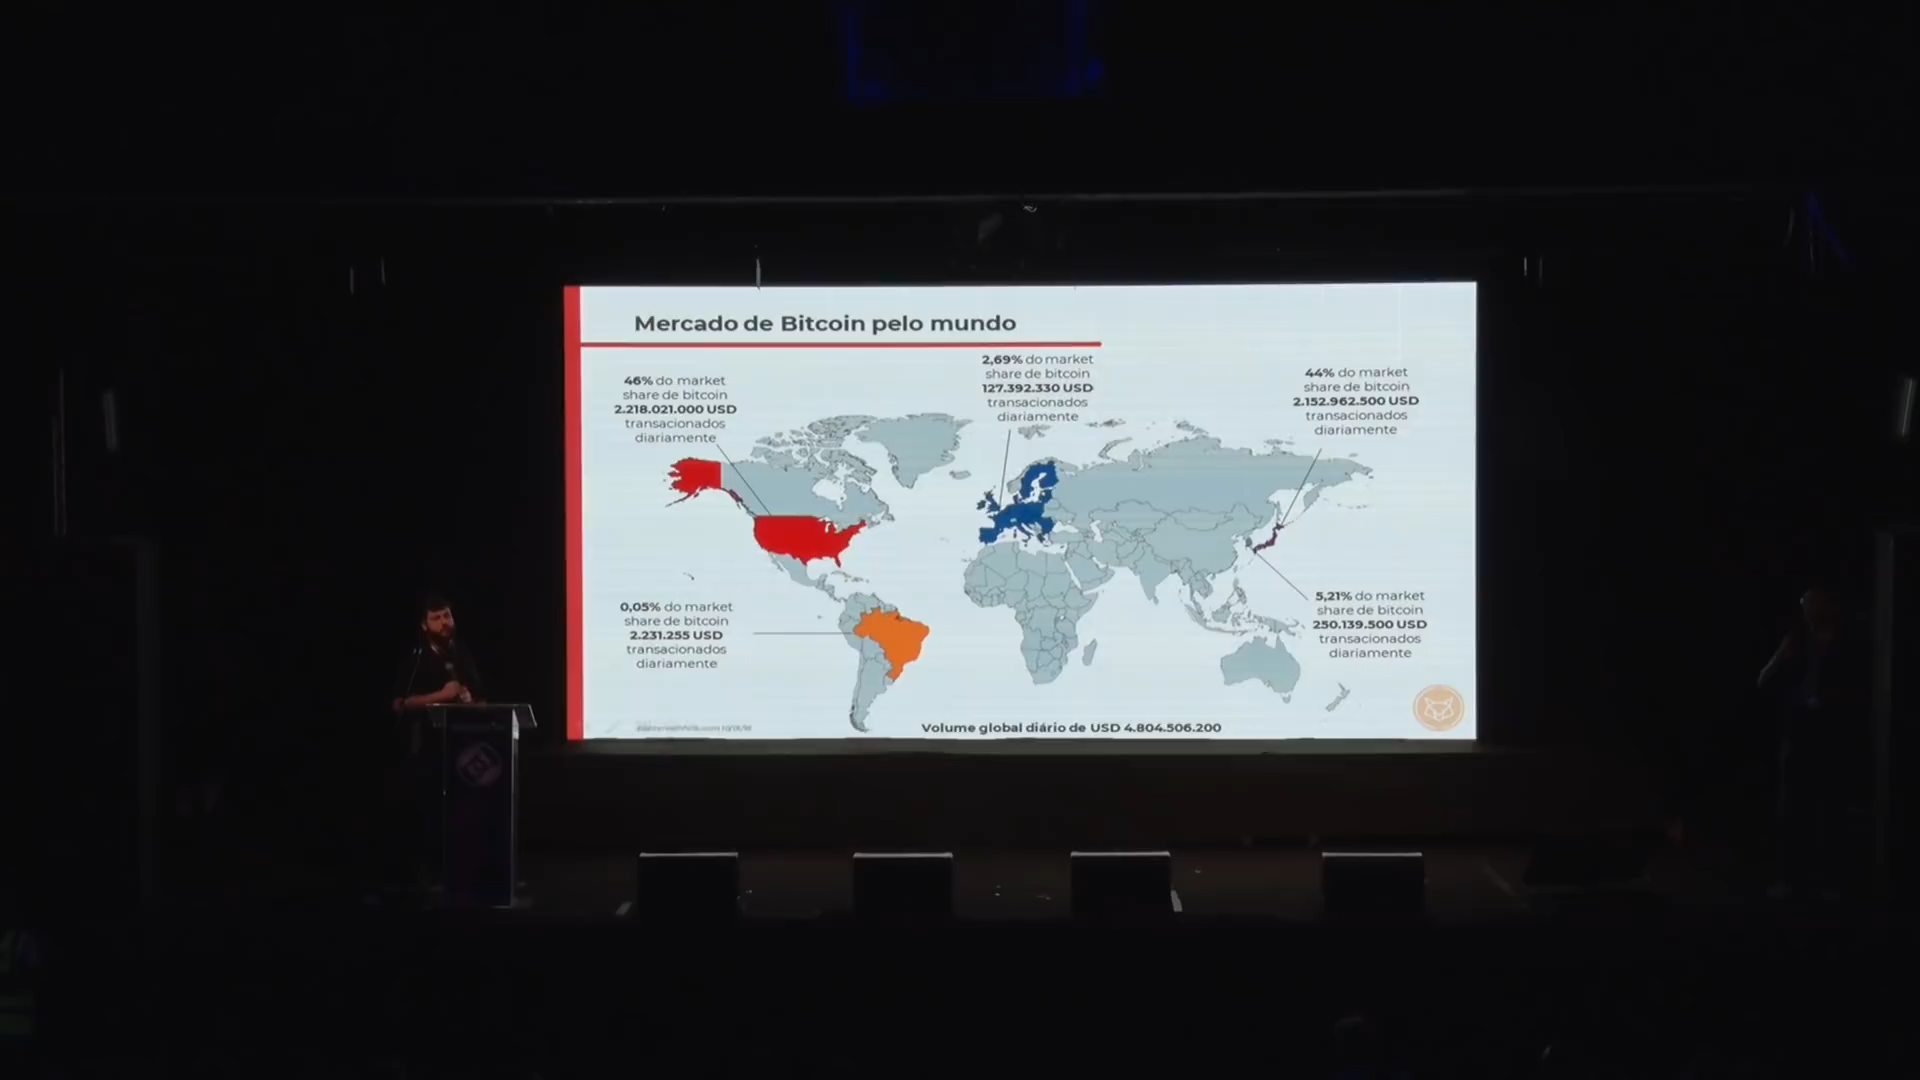 Mercado de Bitcoin pelo mundo
46% do market
share de bitcoin
2.218.021.000 USD
transacionados
diariamente
2,69% do market
share de bitcoin
127.392.330 USD
transacionados
diariamente
44% do market
share de bitcoin
2.152.962.500 USD
transacionados
diariamente
0,05% do market
share de bitcoin
2.231.255 USD
transacionados
diariamente
5,21% do market
share de bitcoin
250.139.500 USD
transacionados
diariamente
Volume global diário de USD 4.804.506.200